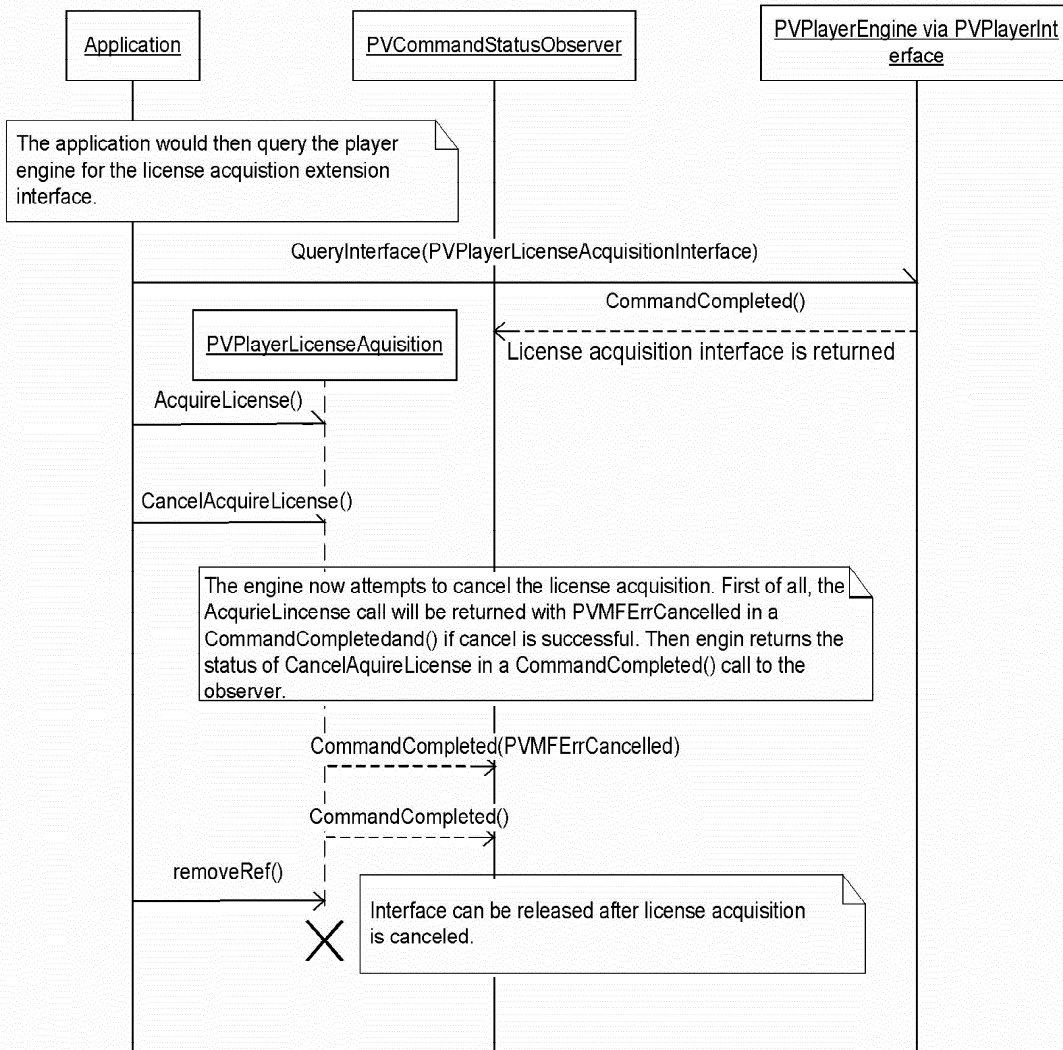 Application
PVCommandStatusObserver
PVPlayerEngine via PVPlayerInt
erface
The application would then query the player
engine for the license acquistion extension
interface.
QueryInterface(PVPlayerLicenseAcquisitionInterface)
CommandCompleted()
PVPlayerLicenseAquisition
License acquisition interface is returned
AcquireLicense()
CancelAcquireLicense()
The engine now attempts to cancel the license acquisition. First of all, the
AcqurieLincense call will be returned with PVMFErrCancelled in a
CommandCompletedand() if cancel is successful. Then engin returns the
status of CancelAquireLicense in a CommandCompleted() call to the
observer.
CommandCompleted(PVMFErrCancelled)
CommandCompleted()
removeRef()
Interface can be released after license acquisition
is canceled.